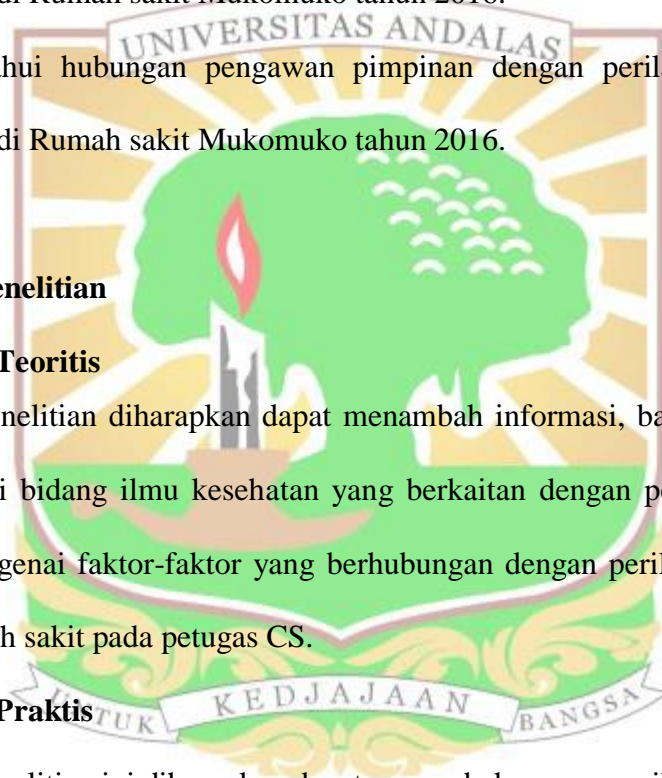 di Rumah sakit Mukomuko tahun 2016.
UNIVERSITAS ANDALAS
ahui hubungan pengawan pimpinan dengan peril
di Rumah sakit Mukomuko tahun 2016.
enelitian
Teoritis
nelitian diharapkan dapat menambah informasi, ba
i bidang ilmu kesehatan yang berkaitan dengan p
genai faktor-faktor yang berhubungan dengan peril
h sakit pada petugas CS.
UNTUK KEDJAJAAN BANGSA
Praktis